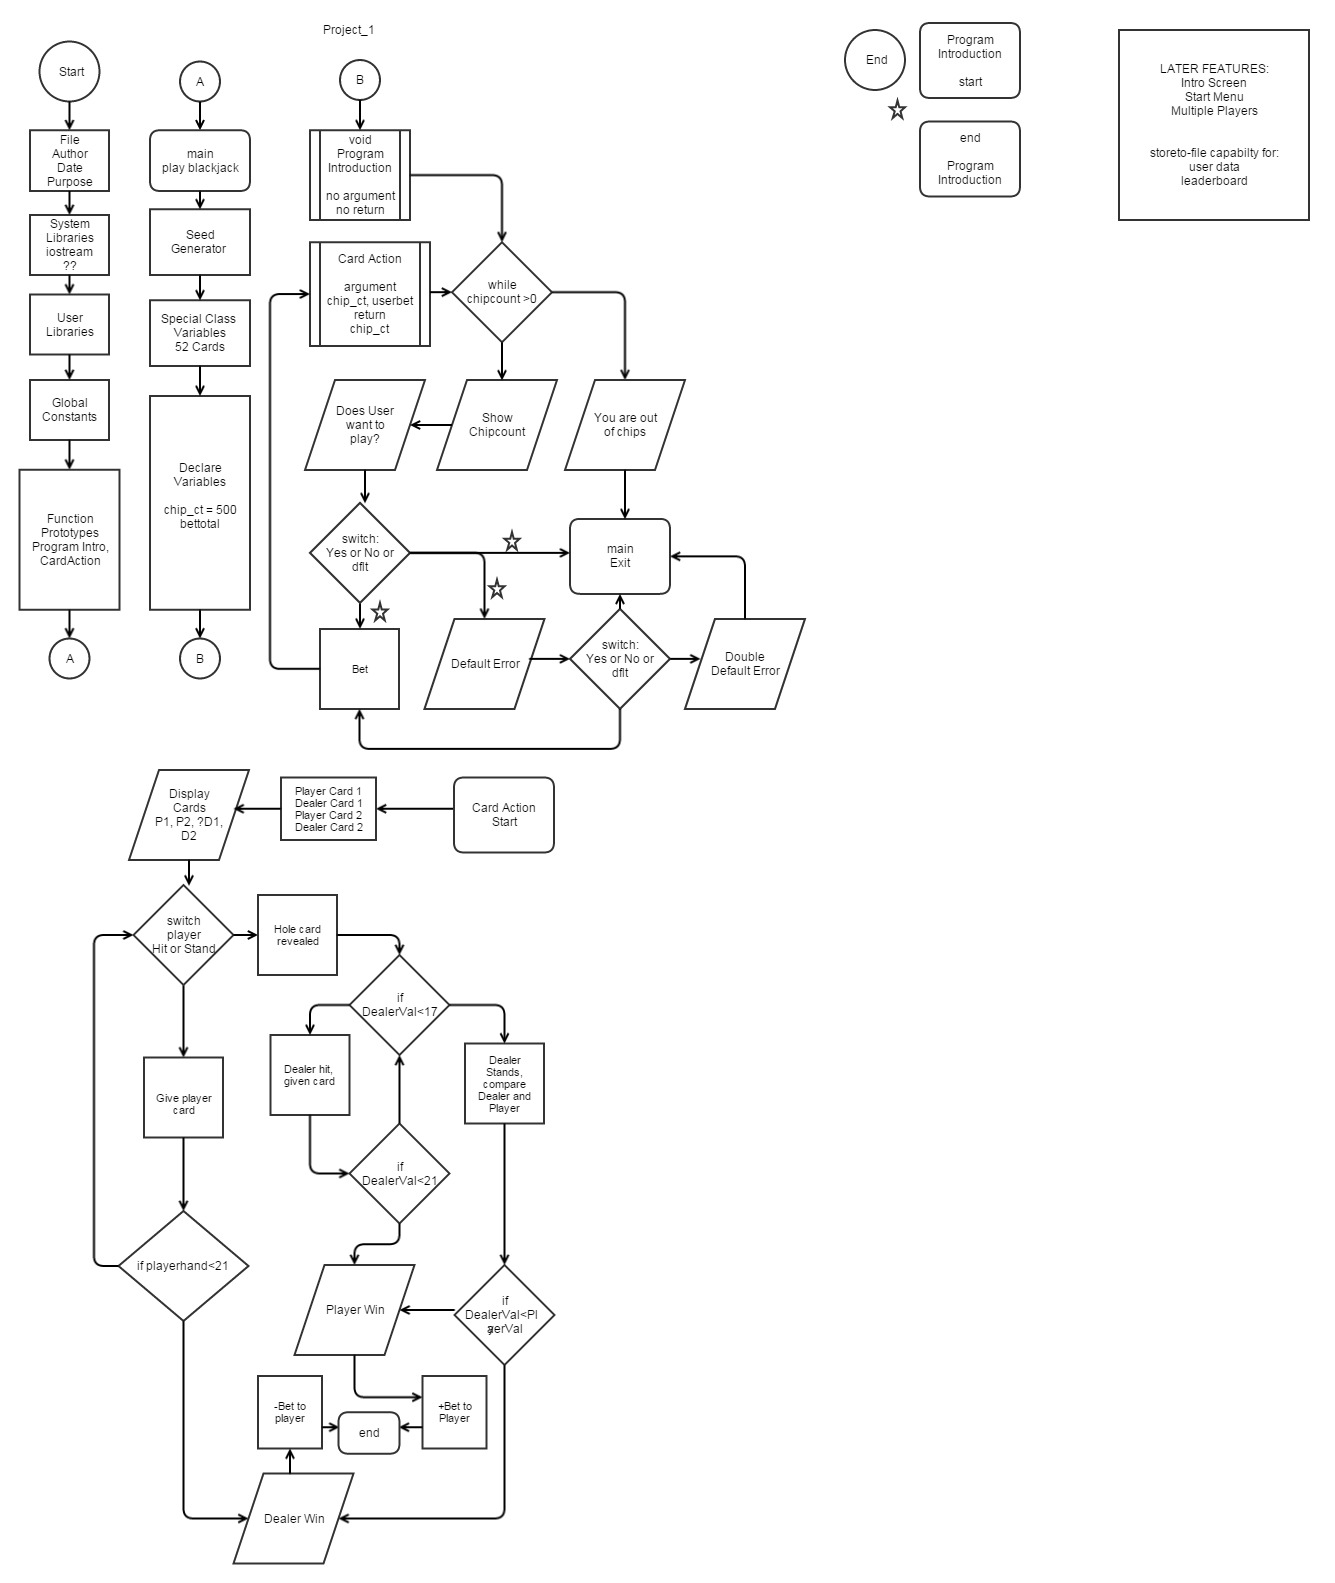 Project_1
Start
File
Author
Date
Purpose
System
Libraries
iostream
??
User
Libraries
Global
Constants
Function
Prototypes
Program Intro,
CardAction
A
A
main
play blackjack
Seed
Generator
Special Class
Variables
52 Cards
Declare
Variables
chip_ct = 500
bettotal
B
B
void
Program
Introduction
no argument
no return
Card Action
argument
chip_ct, userbet
return
chip_ct
while
chipcount >0
Does User
want to
play?
Show
Chipcount
You are out
of chips
switch:
Yes or No or
dflt
main
Exit
Bet
Default Error
switch:
Yes or No or
dflt
Double
Default Error
End
Program
Introduction
start
end
Program
Introduction
LATER FEATURES:
Intro Screen
Start Menu
Multiple Players
storeto-file capabilty for:
user data
leaderboard
Card Action
Start
Player Card 1
Dealer Card 1
Player Card 2
Dealer Card 2
Display
Cards
P1, P2, ?D1,
D2
switch
player
Hit or Stand
Hole card
revealed
if
DealerVal<17
Dealer hit,
given card
Dealer
Stands,
compare
Dealer and
Player
Give player
card
if
DealerVal<21
if playerhand<21
Player Win
if
DealerVal<Pl
ayerVal
-Bet to
player
end
+Bet to
Player
Dealer Win